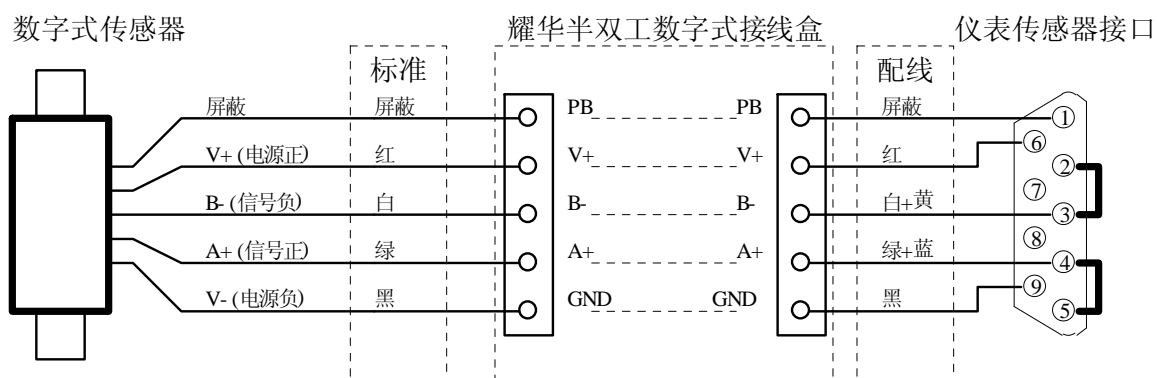 数字式传感器 耀华半双工数字式接线盒 仪表传感器接口
标准 配线
屏蔽 屏蔽 PB PB 屏蔽 ①
⑥
V+ (电源正) 红 V+ V+ 红 ②
⑦
B- (信号负) 白 B- B- 白+黄 ③
⑧
A+ (信号正) 绿 A+ A+ 绿+蓝 ④
⑨
V- (电源负) 黑 GND GND 黑 ⑤